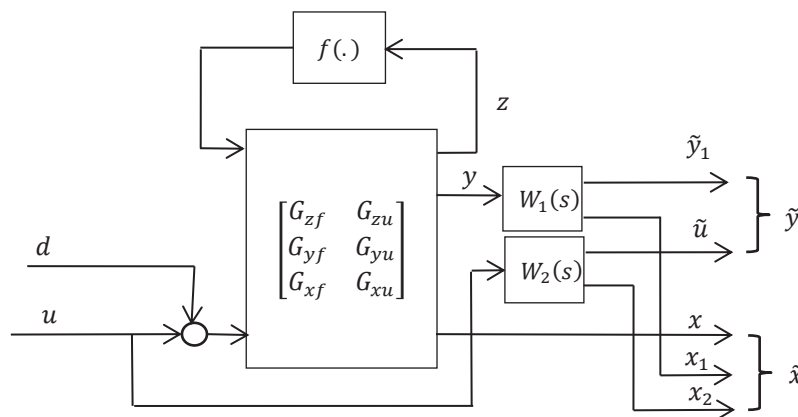 f(.)
z
ỹ₁
y
W₁(s)
ỹ
G_zf G_zu
G_yf G_yu
G_xf G_xu
d
ũ
W₂(s)
u
x
x₁
x̃
x₂